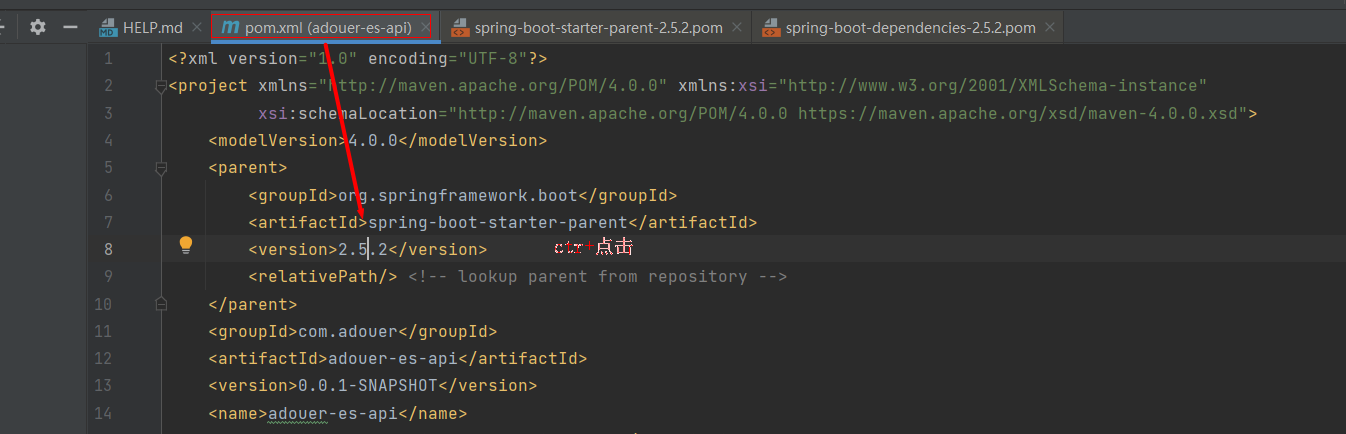 HELP.md
pom.xml (adouer-es-api)
spring-boot-starter-parent-2.5.2.pom
spring-boot-dependencies-2.5.2.pom
1 <?xml version="1.0" encoding="UTF-8"?>
2 <project xmlns="http://maven.apache.org/POM/4.0.0" xmlns:xsi="http://www.w3.org/2001/XMLSchema-instance"
3 xsi:schemaLocation="http://maven.apache.org/POM/4.0.0 https://maven.apache.org/xsd/maven-4.0.0.xsd">
4 <modelVersion>4.0.0</modelVersion>
5 <parent>
6 <groupId>org.springframework.boot</groupId>
7 <artifactId>spring-boot-starter-parent</artifactId>
8 <version>2.5.2</version> ctr+点击
9 <relativePath/> <!-- lookup parent from repository -->
10 </parent>
11 <groupId>com.adouer</groupId>
12 <artifactId>adouer-es-api</artifactId>
13 <version>0.0.1-SNAPSHOT</version>
14 <name>adouer-es-api</name>